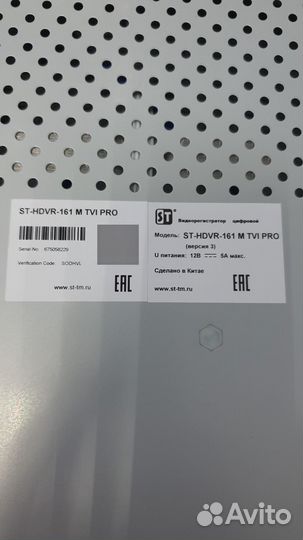 ST-HDVR-161 M TVI PRO
Serial No.: 675058229
Verification Code: SODHVL
www.st-tm.ru
EAC
ST Видеорегистратор цифровой
Модель: ST-HDVR-161 M TVI PRO
(версия 3)
U питания: 12В 5А макс.
Сделано в Китае
www.st-tm.ru
EAC
Avito